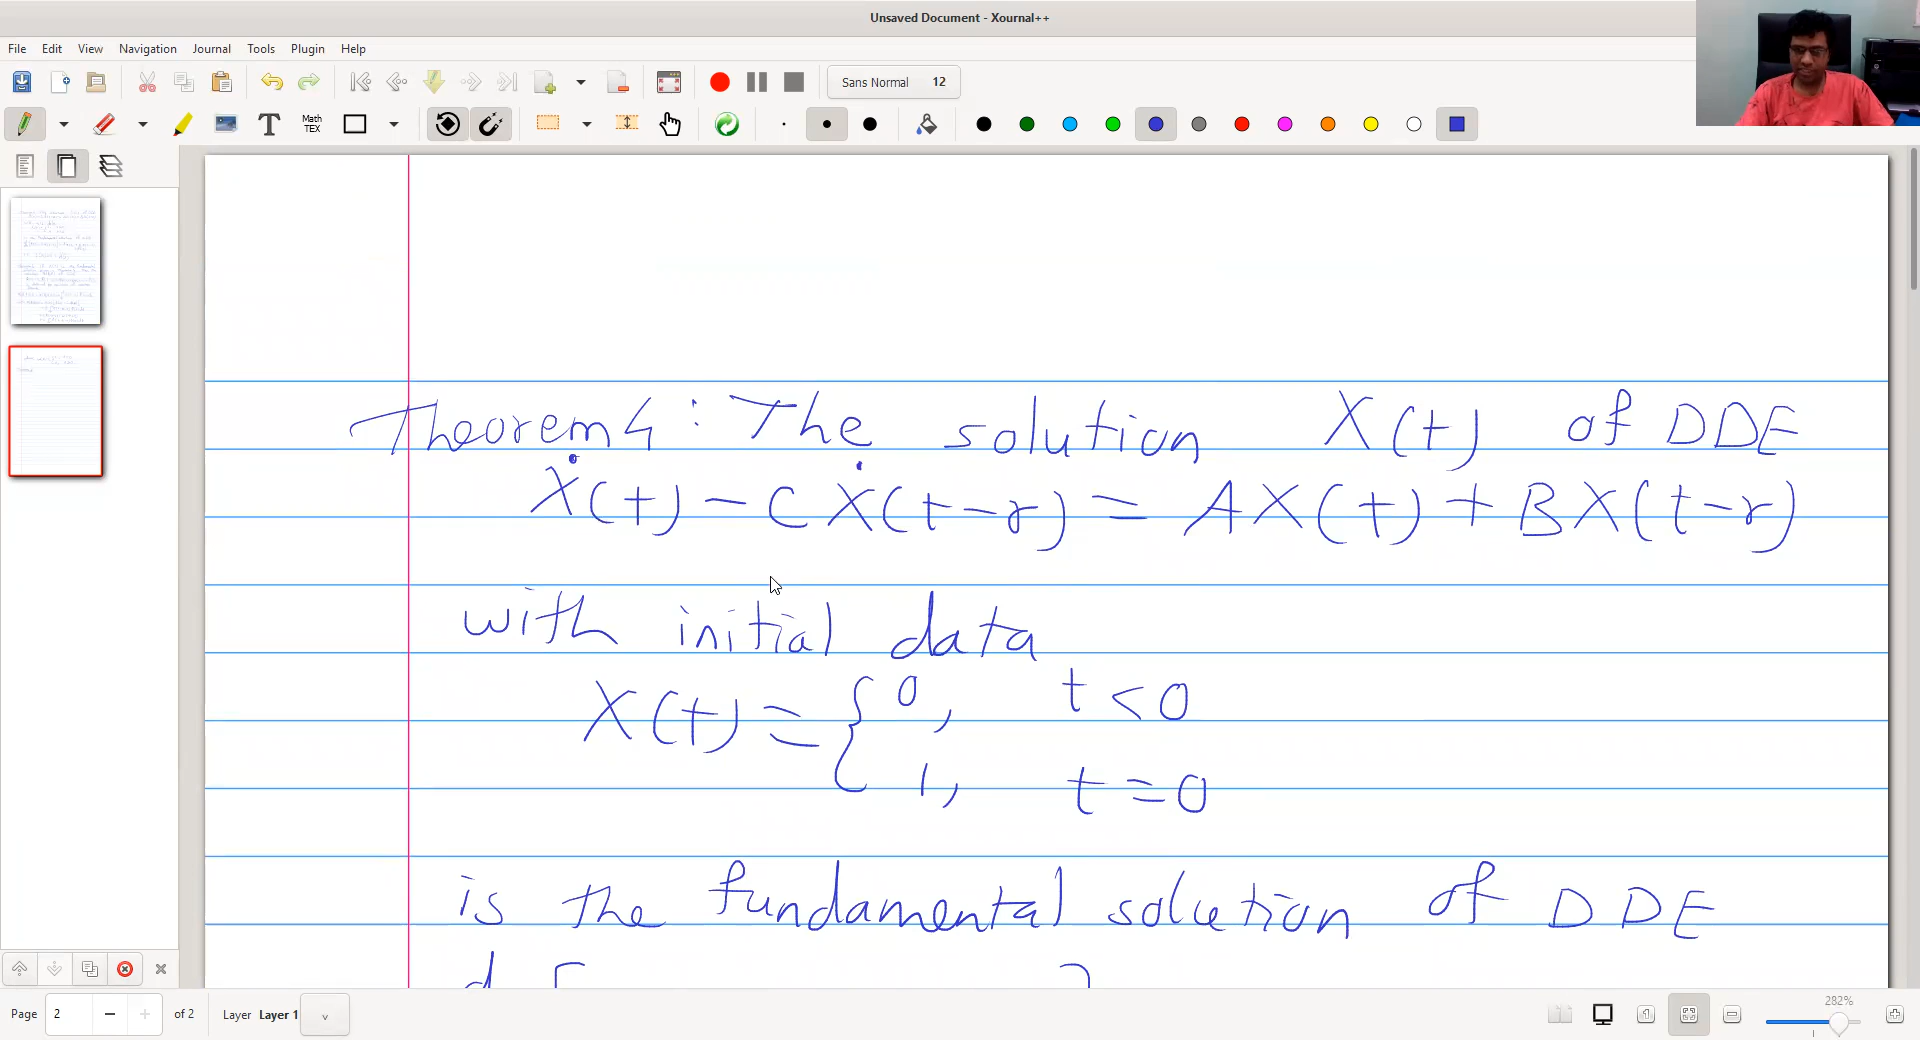 Unsaved Document - Xournal++
File Edit View Navigation Journal Tools Plugin Help
Sans Normal 12
Math
TEX
Theorem 4: The solution X(t) of DDE
Ẋ(t) - C Ẋ(t-r) = AX(t) + BX(t-r)
with initial data
X(t) = { 0, t < 0
1, t = 0
is the fundamental solution of DDE
Page 2 of 2 Layer Layer 1 282%